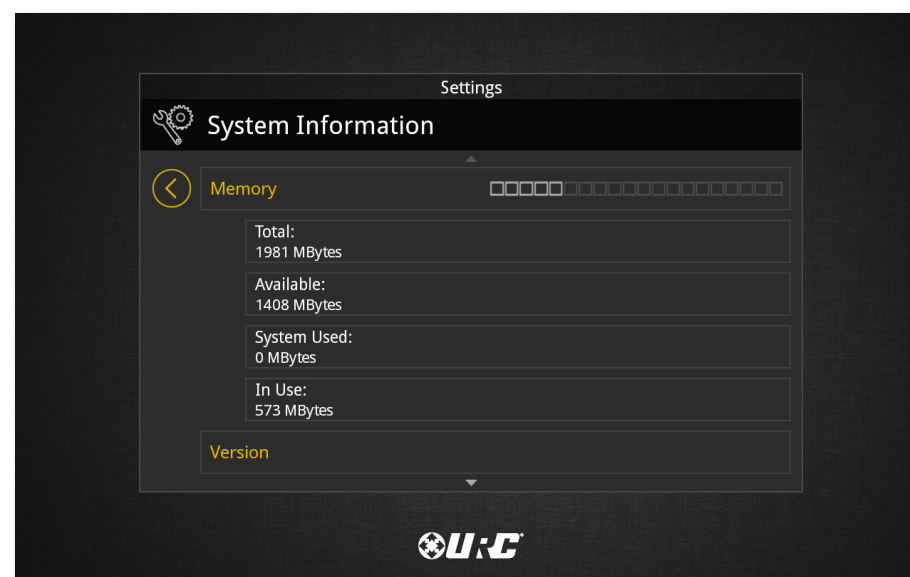 Settings
System Information
Memory
Total:
1981 MBytes
Available:
1408 MBytes
System Used:
0 MBytes
In Use:
573 MBytes
Version
URC